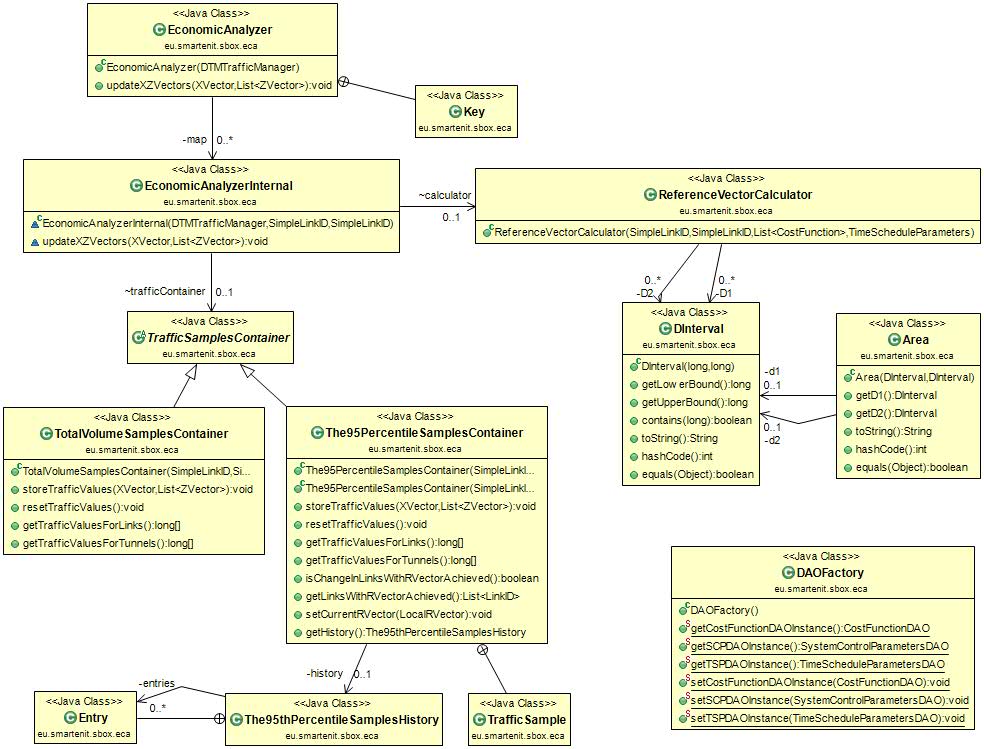 <<Java Class>>
EconomicAnalyzer
eu.smartenit.sbox.eca
EconomicAnalyzer(DTMTrafficManager)
updateXZVectors(XVector,List<ZVector>):void
<<Java Class>>
Key
eu.smartenit.sbox.eca
-map 0..*
<<Java Class>>
EconomicAnalyzerInternal
eu.smartenit.sbox.eca
EconomicAnalyzerInternal(DTMTrafficManager,SimpleLinkID,SimpleLinkID)
updateXZVectors(XVector,List<ZVector>):void
~calculator
0..1
<<Java Class>>
ReferenceVectorCalculator
eu.smartenit.sbox.eca
ReferenceVectorCalculator(SimpleLinkID,SimpleLinkID,List<CostFunction>,TimeScheduleParameters)
0..* 0..*
-D2 -D1
~trafficContainer 0..1
<<Java Class>>
TrafficSamplesContainer
eu.smartenit.sbox.eca
<<Java Class>>
DInterval
eu.smartenit.sbox.eca
DInterval(long,long)
getLowerBound():long
getUpperBound():long
contains(long):boolean
toString():String
hashCode():int
equals(Object):boolean
-d1
0..1
0..1
-d2
<<Java Class>>
Area
eu.smartenit.sbox.eca
Area(DInterval,DInterval)
getD1():DInterval
getD2():DInterval
toString():String
hashCode():int
equals(Object):boolean
<<Java Class>>
TotalVolumeSamplesContainer
eu.smartenit.sbox.eca
TotalVolumeSamplesContainer(SimpleLinkID,Si...
storeTrafficValues(XVector,List<ZVector>):void
resetTrafficValues():void
getTrafficValuesForLinks():long[]
getTrafficValuesForTunnels():long[]
<<Java Class>>
The95PercentileSamplesContainer
eu.smartenit.sbox.eca
The95PercentileSamplesContainer(SimpleLinkI...
The95PercentileSamplesContainer(SimpleLinkI...
storeTrafficValues(XVector,List<ZVector>):void
resetTrafficValues():void
getTrafficValuesForLinks():long[]
getTrafficValuesForTunnels():long[]
isChangeInLinksWithRVectorAchieved():boolean
getLinksWithRVectorAchieved():List<LinkID>
setCurrentRVector(LocalRVector):void
getHistory():The95thPercentileSamplesHistory
<<Java Class>>
DAOFactory
eu.smartenit.sbox.eca
DAOFactory()
getCostFunctionDAOInstance():CostFunctionDAO
getSCPDAOInstance():SystemControlParametersDAO
getTSPDAOInstance():TimeScheduleParametersDAO
setCostFunctionDAOInstance(CostFunctionDAO):void
setSCPDAOInstance(SystemControlParametersDAO):void
setTSPDAOInstance(TimeScheduleParametersDAO):void
-history 0..1
-entries
0..*
<<Java Class>>
Entry
eu.smartenit.sbox.eca
<<Java Class>>
The95thPercentileSamplesHistory
eu.smartenit.sbox.eca
<<Java Class>>
TrafficSample
eu.smartenit.sbox.eca